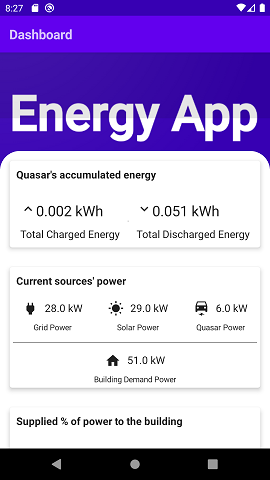 8:27
Dashboard
Energy App
Quasar's accumulated energy
0.002 kWh 0.051 kWh
Total Charged Energy Total Discharged Energy
Current sources' power
28.0 kW 29.0 kW 6.0 kW
Grid Power Solar Power Quasar Power
51.0 kW
Building Demand Power
Supplied % of power to the building